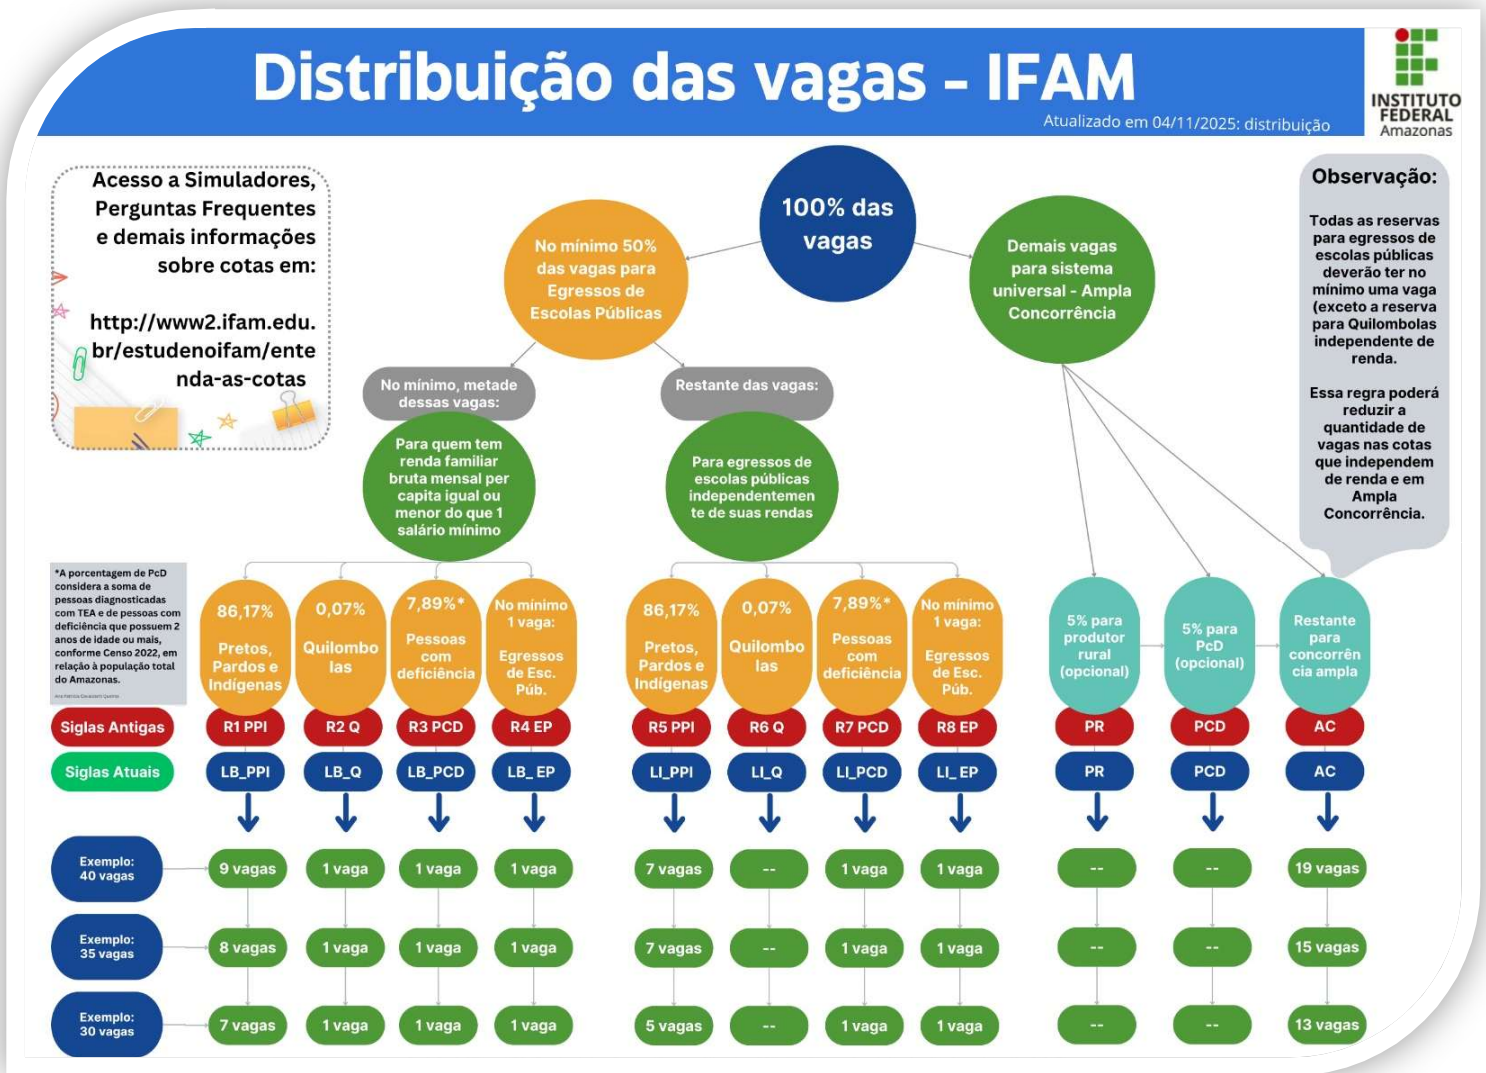 Distribuição das vagas - IFAM
Atualizado em 04/11/2025: distribuição
INSTITUTO
FEDERAL
Amazonas
Acesso a Simuladores,
Perguntas Frequentes
e demais informações
sobre cotas em:
http://www2.ifam.edu.
br/estudenoifam/ente
nda-as-cotas
100% das
vagas
No mínimo 50%
das vagas para
Egressos de
Escolas Públicas
Demais vagas
para sistema
universal - Ampla
Concorrência
Observação:
Todas as reservas
para egressos de
escolas públicas
deverão ter no
mínimo uma vaga
(exceto a reserva
para Quilombolas
independente de
renda.
Essa regra poderá
reduzir a
quantidade de
vagas nas cotas
que independem
de renda e em
Ampla
Concorrência.
No mínimo, metade
dessas vagas:
Para quem tem
renda familiar
bruta mensal per
capita igual ou
menor do que 1
salário mínimo
Restante das vagas:
Para egressos de
escolas públicas
independentemen
te de suas rendas
*A porcentagem de PcD
considera a soma de
pessoas diagnosticadas
com TEA e de pessoas com
deficiência que possuem 2
anos de idade ou mais,
conforme Censo 2022, em
relação à população total
do Amazonas.
86,17%
Pretos,
Pardos e
Indígenas
0,07%
Quilombo
las
7,89%*
Pessoas
com
deficiência
No mínimo
1 vaga:
Egressos
de Esc.
Púb.
86,17%
Pretos,
Pardos e
Indígenas
0,07%
Quilombo
las
7,89%*
Pessoas
com
deficiência
No mínimo
1 vaga:
Egressos
de Esc.
Púb.
5% para
produtor
rural
(opcional)
5% para
PcD
(opcional)
Restante
para
concorrên
cia ampla
Siglas Antigas R1 PPI R2 Q R3 PCD R4 EP R5 PPI R6 Q R7 PCD R8 EP PR PCD AC
Siglas Atuais LB_PPI LB_Q LB_PCD LB_ EP LI_PPI LI_Q LI_PCD LI_ EP PR PCD AC
Exemplo:
40 vagas
9 vagas 1 vaga 1 vaga 1 vaga 7 vagas -- 1 vaga 1 vaga -- -- 19 vagas
Exemplo:
35 vagas
8 vagas 1 vaga 1 vaga 1 vaga 7 vagas -- 1 vaga 1 vaga -- -- 15 vagas
Exemplo:
30 vagas
7 vagas 1 vaga 1 vaga 1 vaga 5 vagas -- 1 vaga 1 vaga -- -- 13 vagas